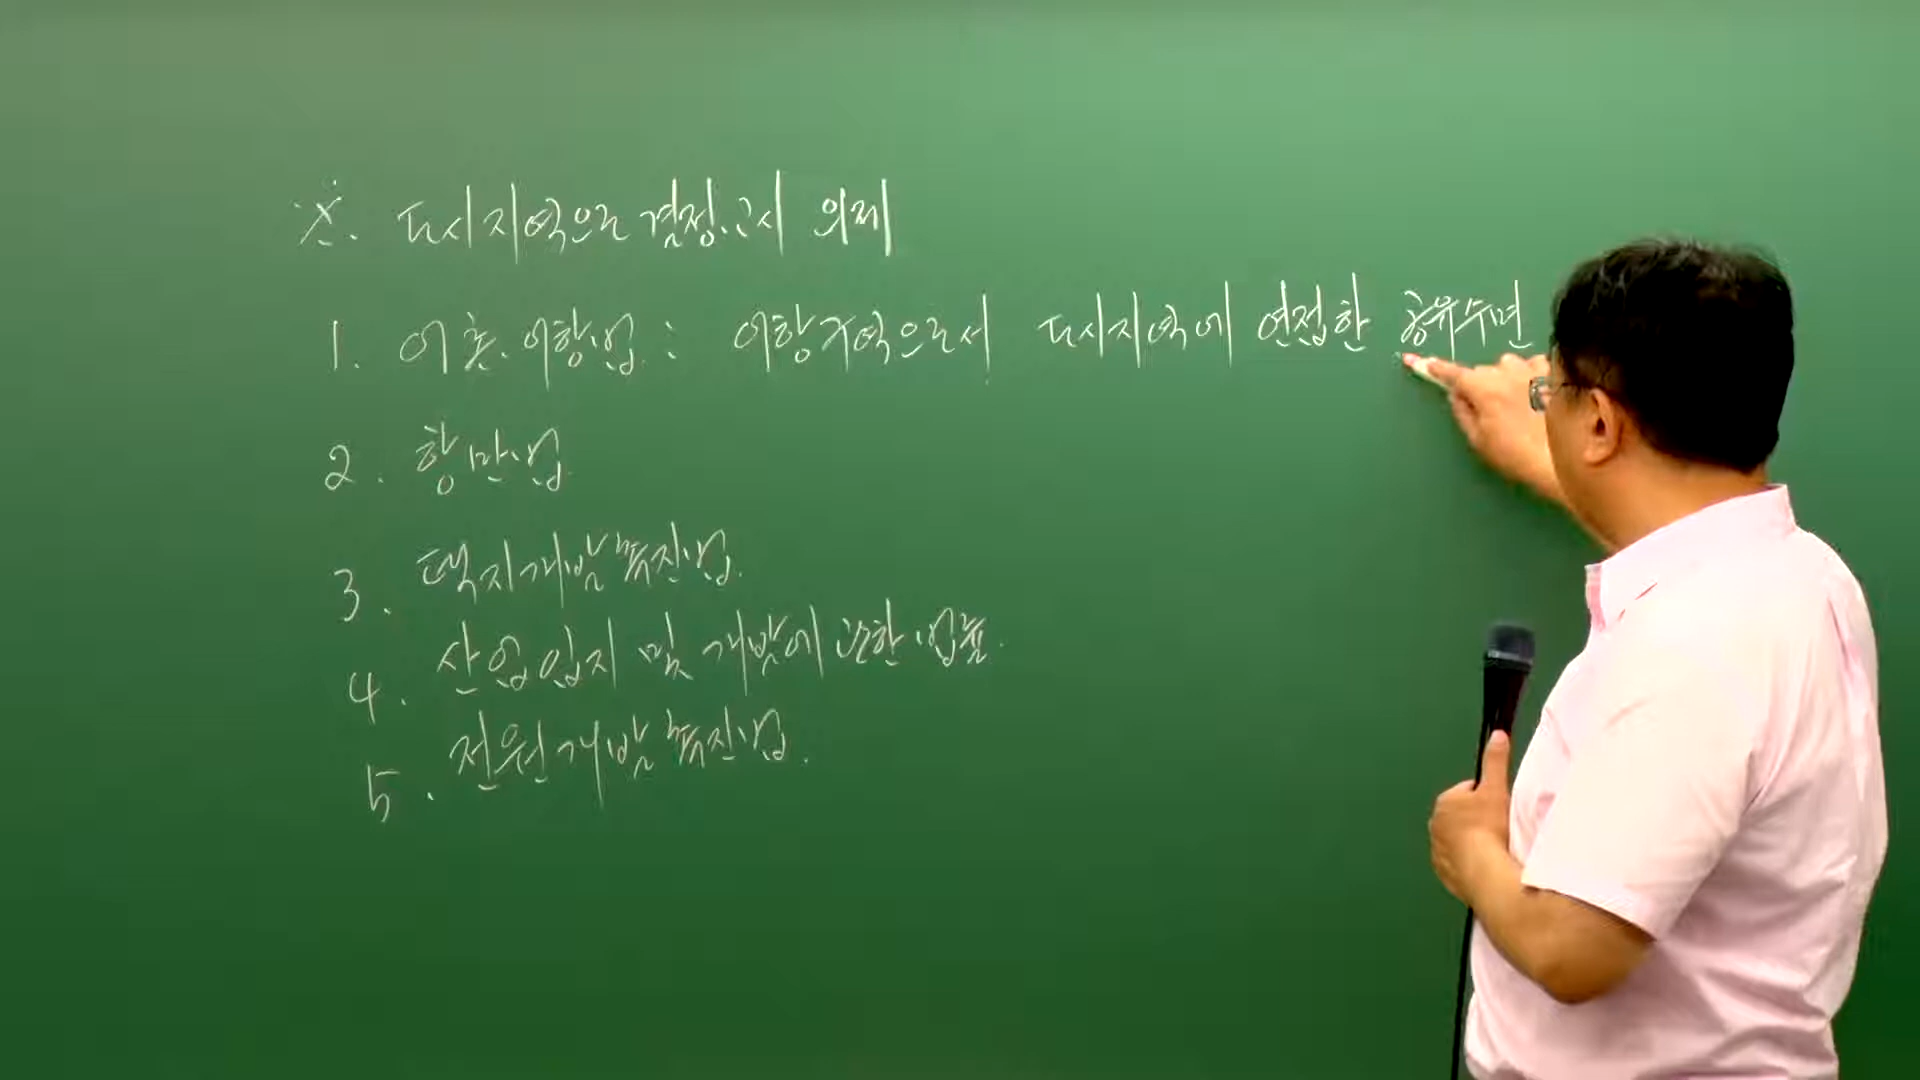 ※. 도시지역으로 결정.고시 의제
1. 어촌.어항법 : 어항구역으로서 도시지역에 연접한 공유수면
2. 항만법
3. 택지개발촉진법.
4. 산업입지 및 개발에 관한 법률.
5. 전원개발촉진법.